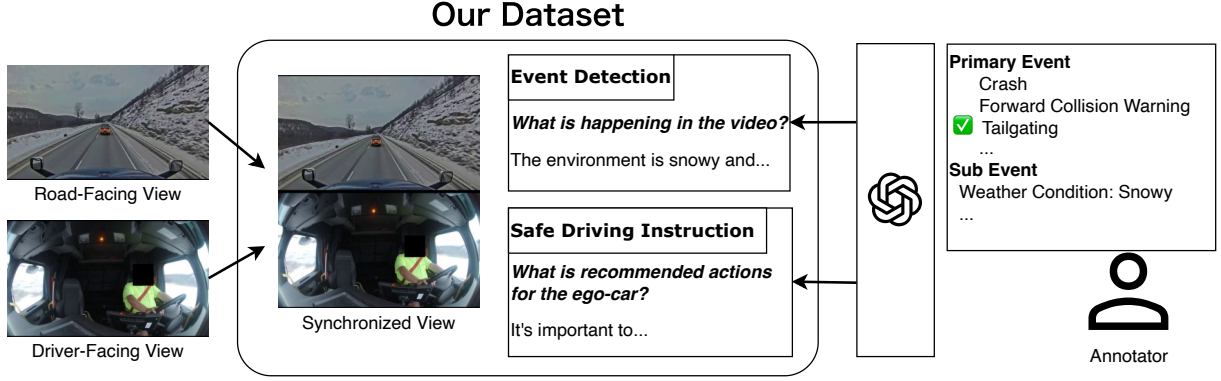 Our Dataset
Road-Facing View
Driver-Facing View
Synchronized View
Event Detection
What is happening in the video?
The environment is snowy and...
Safe Driving Instruction
What is recommended actions
for the ego-car?
It's important to...
Primary Event
Crash
Forward Collision Warning
Tailgating
...
Sub Event
Weather Condition: Snowy
...
Annotator